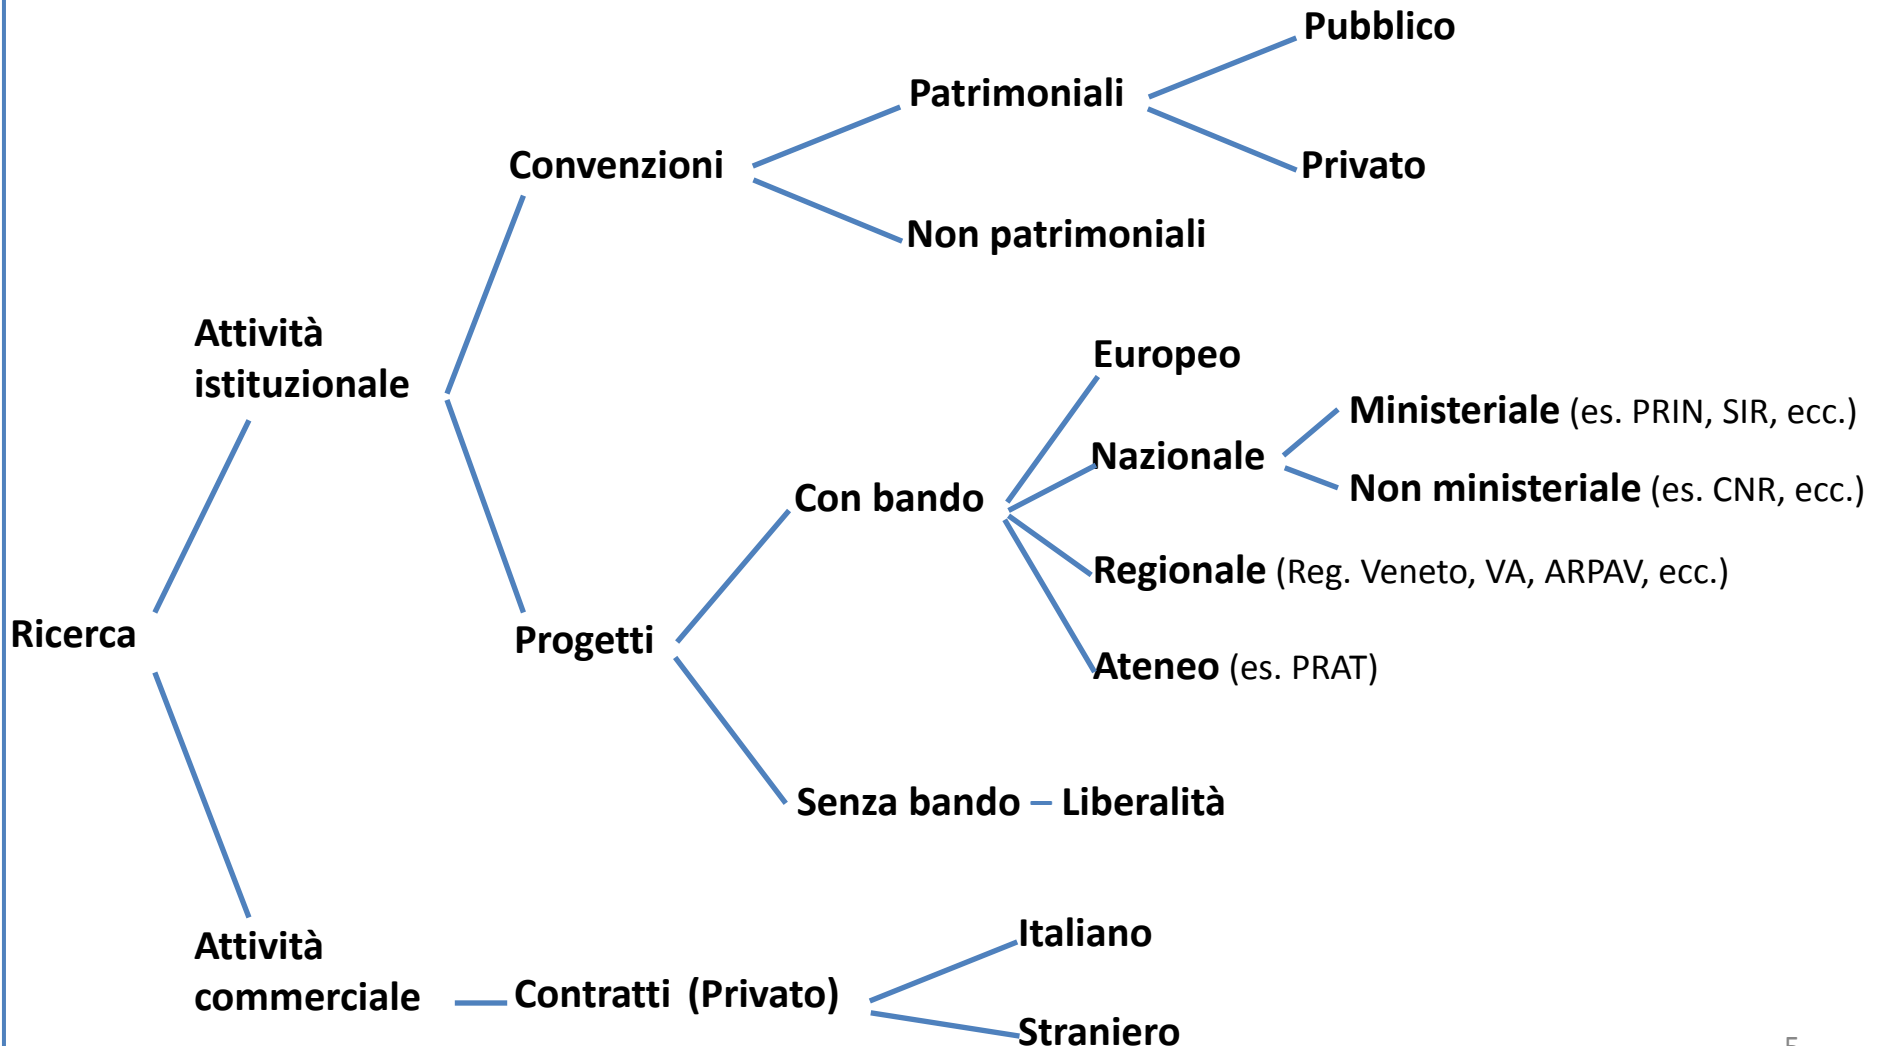 Pubblico
Patrimoniali
Convenzioni
Privato
Non patrimoniali
Attività
istituzionale
Europeo
Ministeriale (es. PRIN, SIR, ecc.)
Nazionale
Non ministeriale (es. CNR, ecc.)
Con bando
Regionale (Reg. Veneto, VA, ARPAV, ecc.)
Ricerca
Progetti
Ateneo (es. PRAT)
Senza bando – Liberalità
Attività
commerciale
Contratti (Privato)
Italiano
Straniero